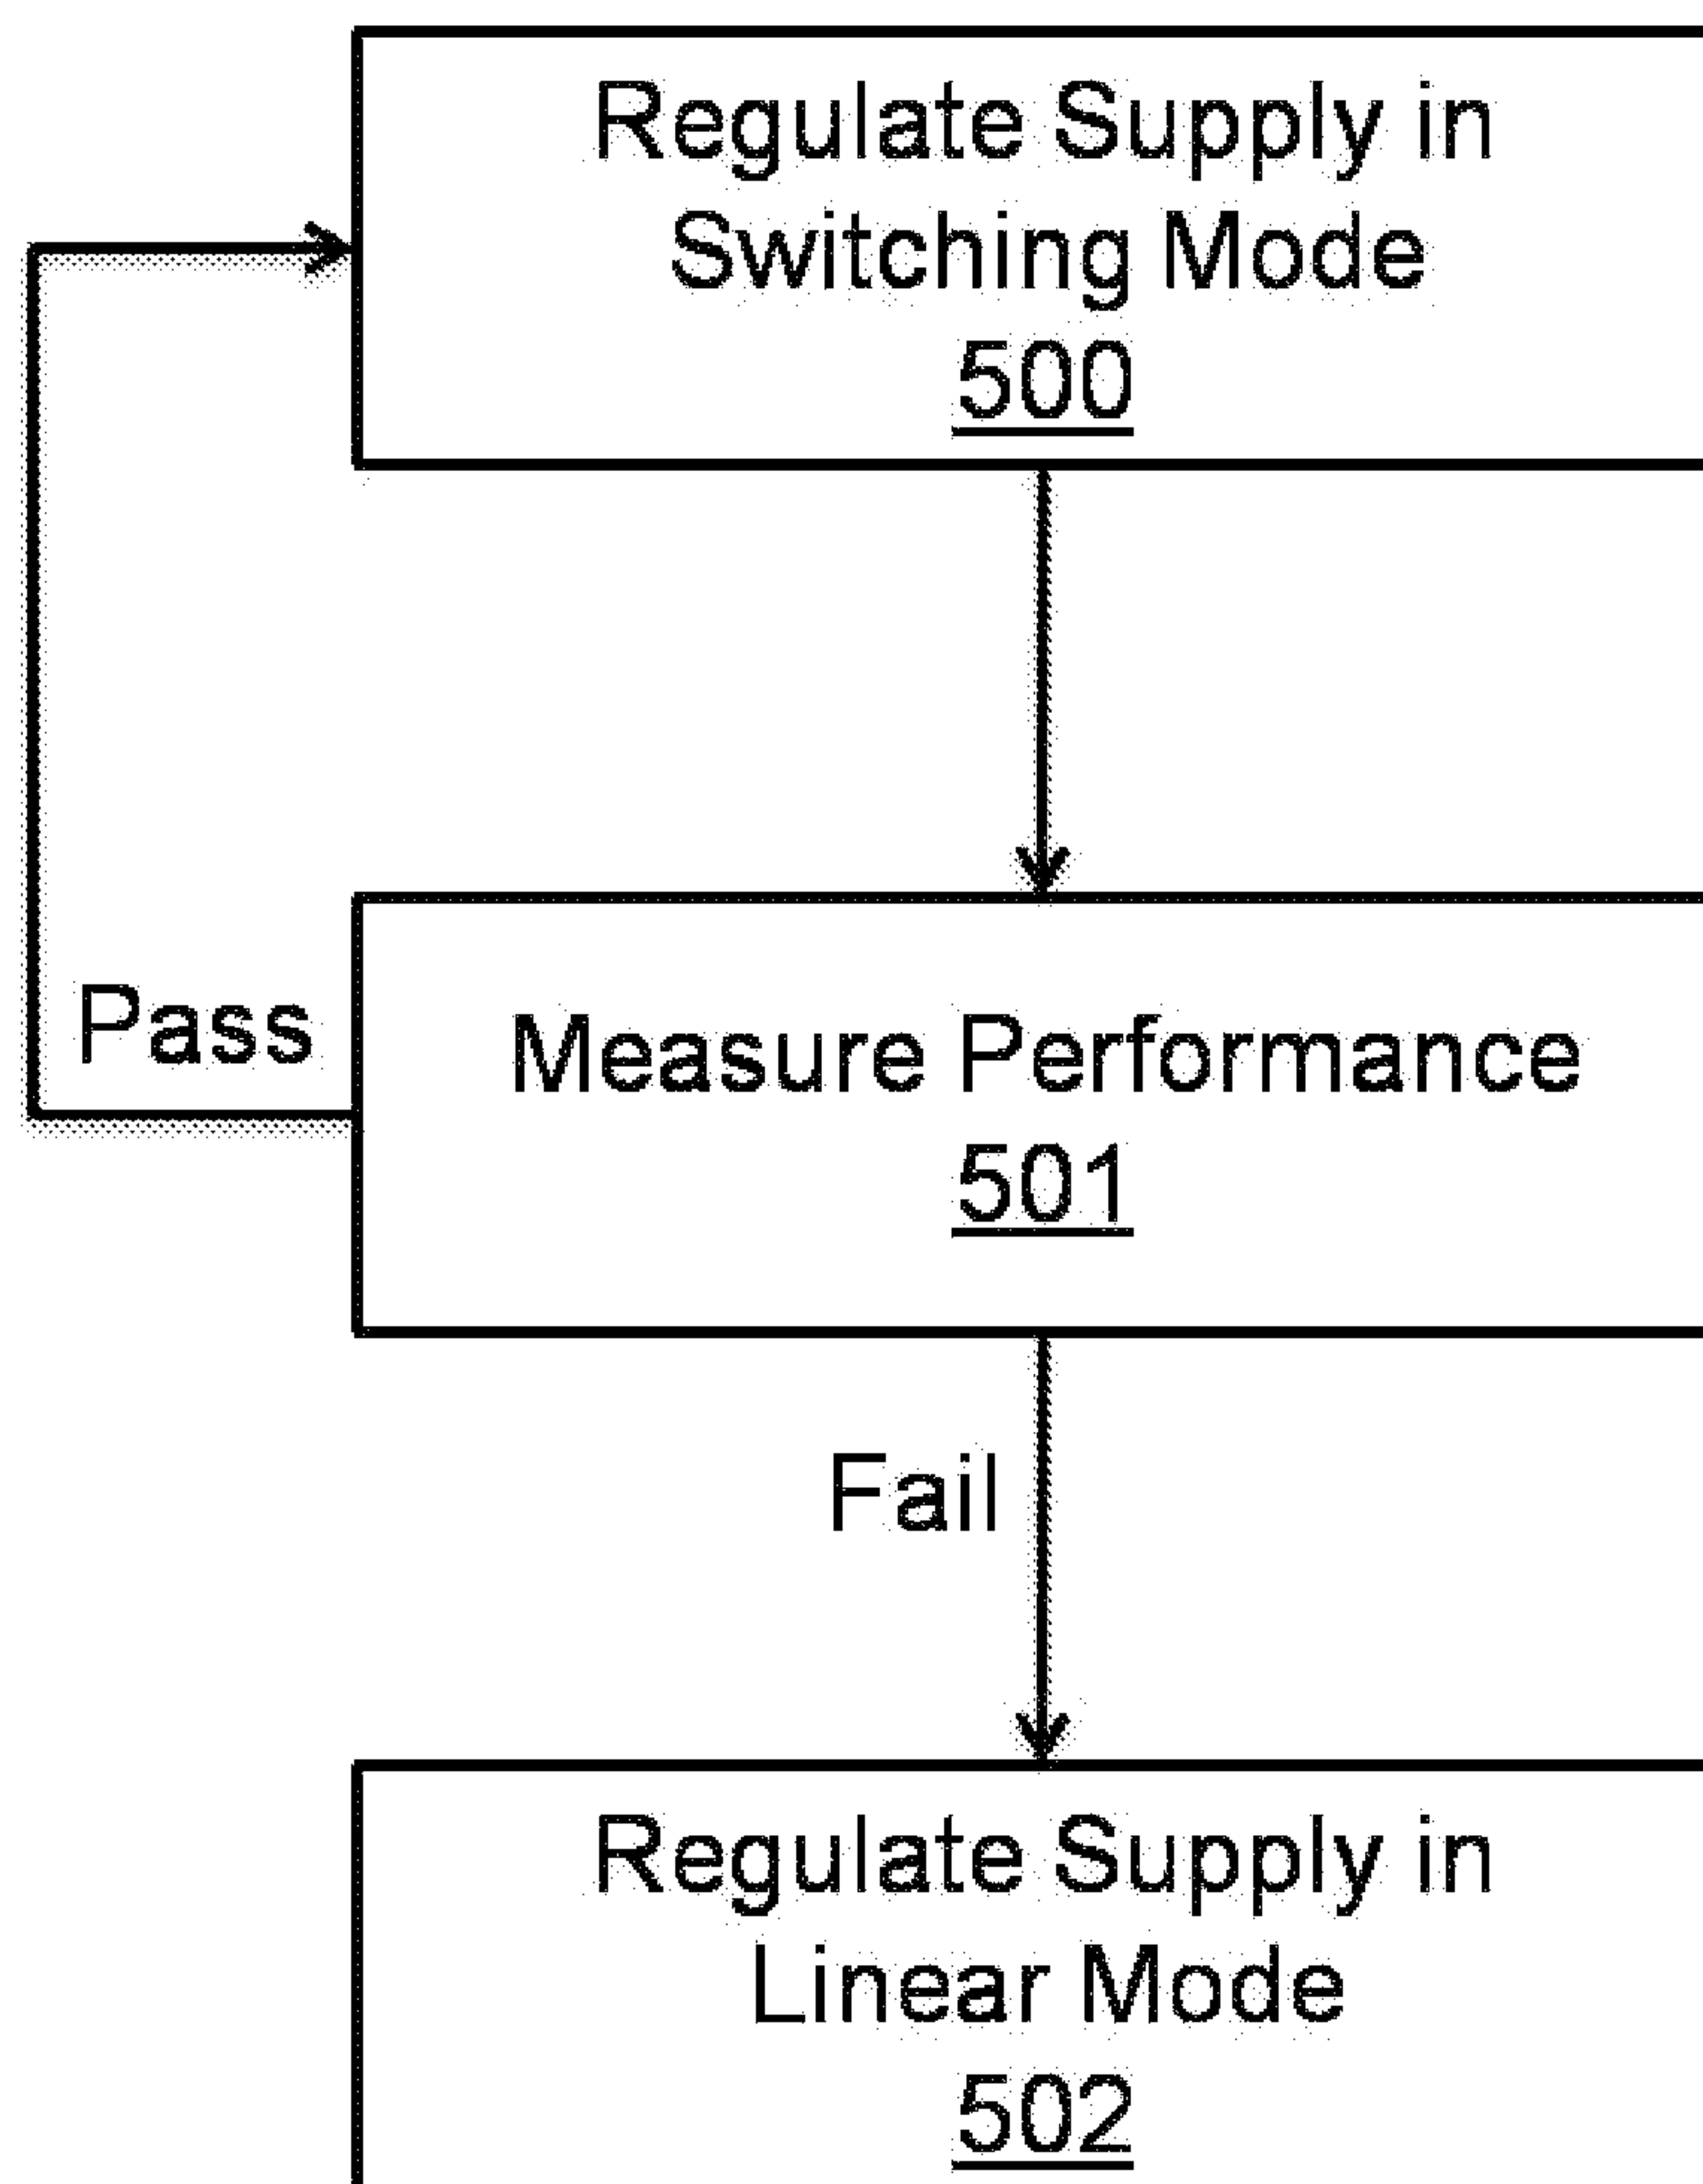 Regulate Supply in
Switching Mode
500
Pass
Measure Performance
501
Fail
Regulate Supply in
Linear Mode
502